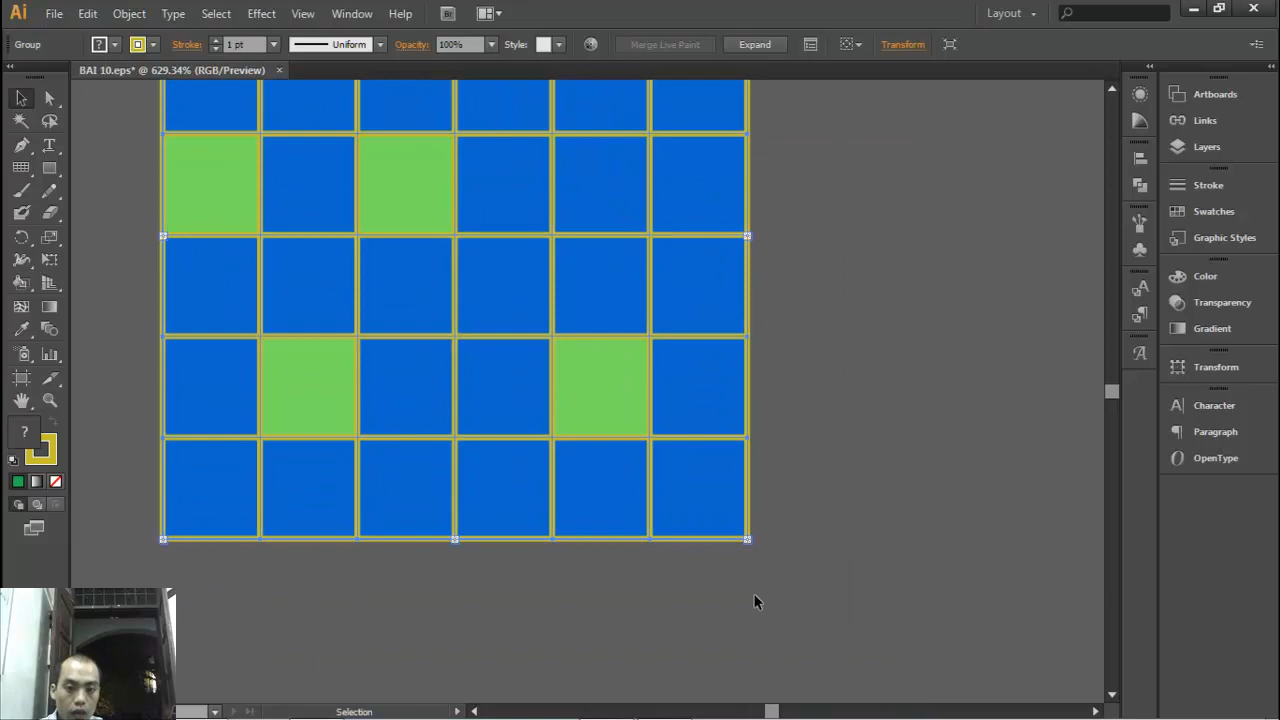 Ai File Edit Object Type Select Effect View Window Help Br Layout
Group ? Stroke: 1 pt Uniform Opacity: 100% Style: Merge Live Paint Expand Transform
BAI 10.eps* @ 629.34% (RGB/Preview) ×
Artboards
Links
Layers
Stroke
Swatches
Graphic Styles
Color
Transparency
Gradient
Transform
Character
Paragraph
OpenType
?
Selection